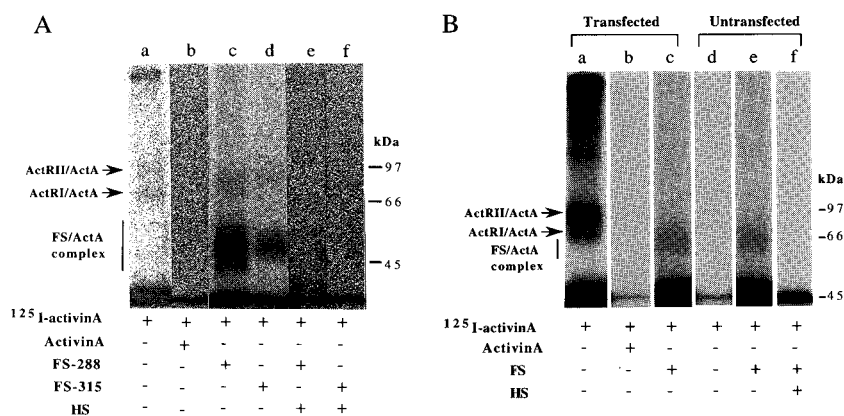 A
a b c d e f
kDa
97
66
45
ActRII/ActA
ActRI/ActA
FS/ActA
complex
125I-activinA + + + + + +
ActivinA - + - - - -
FS-288 - - + - + -
FS-315 - - - + - +
HS - - - - + +
B
Transfected Untransfected
a b c d e f
kDa
-97
-66
-45
ActRII/ActA
ActRI/ActA
FS/ActA
complex
125I-activinA + + + + + +
ActivinA - + - - - -
FS - - + - + +
HS - - - - - +